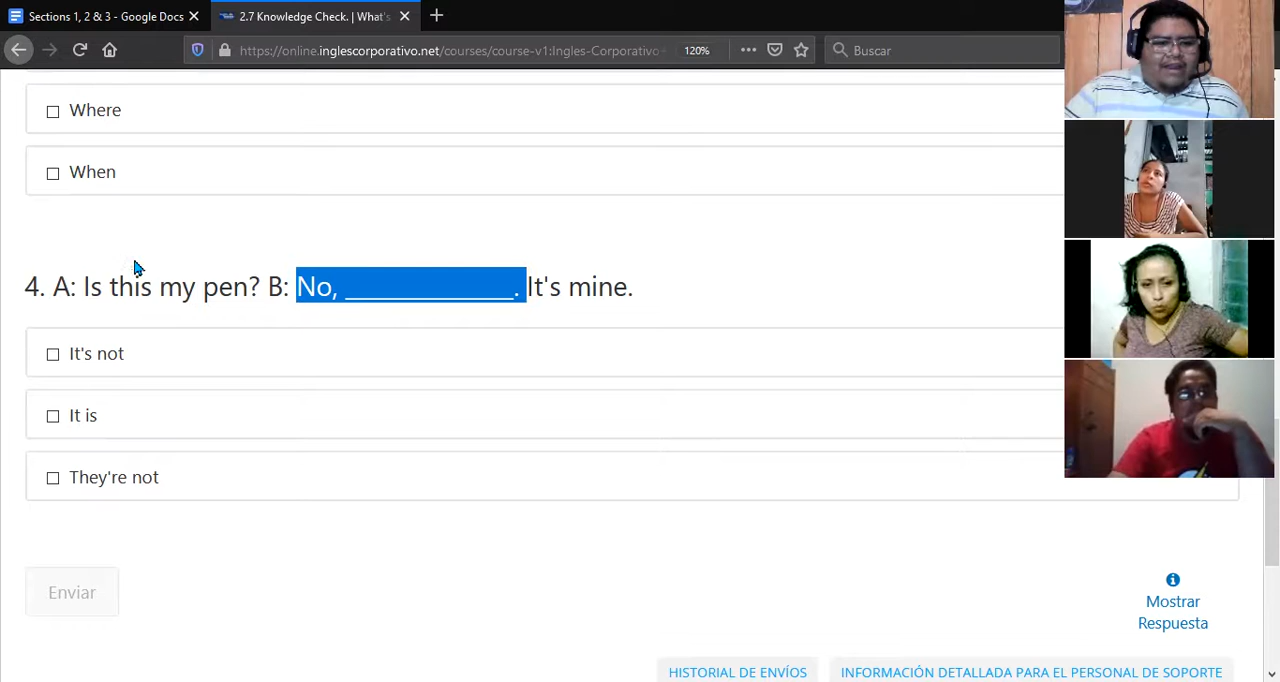 Sections 1, 2 & 3 - Google Docs
2.7 Knowledge Check. | What's
https://online.inglescorporativo.net/courses/course-v1:Ingles-Corporativo
120%
Buscar
Where
When
4. A: Is this my pen? B: No, ______________. It's mine.
It's not
It is
They're not
Enviar
Mostrar
Respuesta
HISTORIAL DE ENVÍOS
INFORMACIÓN DETALLADA PARA EL PERSONAL DE SOPORTE